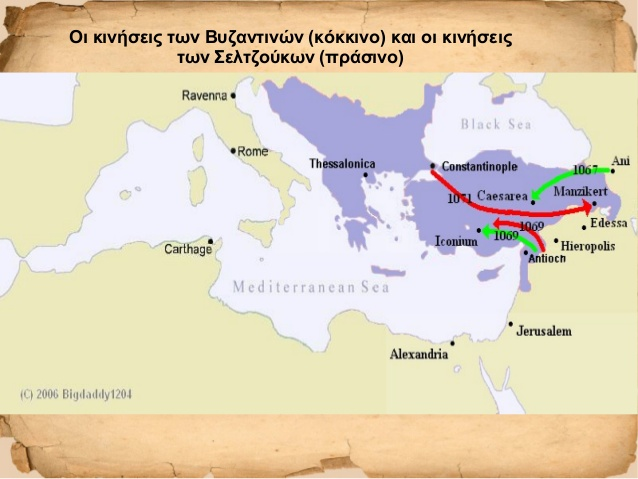 Οι κινήσεις των Βυζαντινών (κόκκινο) και οι κινήσεις
των Σελτζούκων (πράσινο)
Ravenna
Black Sea
Rome
Thessalonica
Constantinople
1067
Ani
Caesarea
Manzikert
1071
Edessa
1069
Iconium
1069
Hieropolis
Carthage
Antioch
Mediterranean Sea
Jerusalem
Alexandria
(C) 2006 Bigdaddy1204